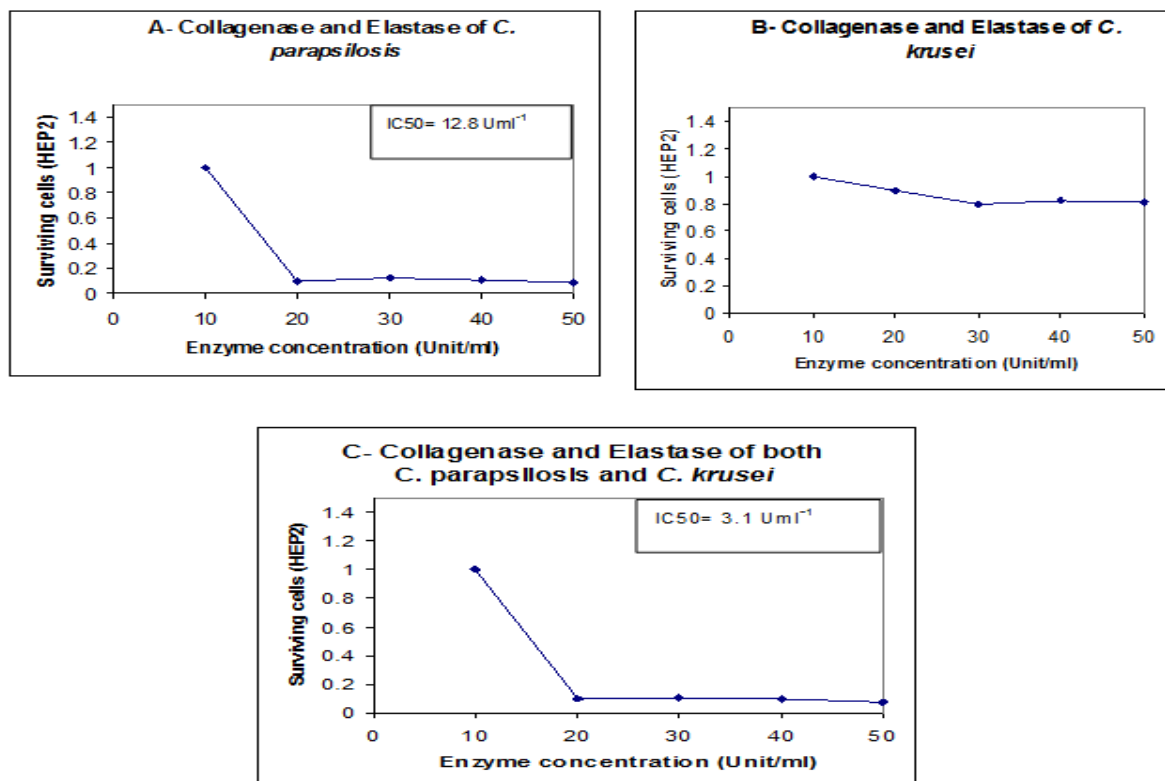 A- Collagenase and Elastase of C.
parapsilosis
IC50= 12.8 Uml⁻¹
Surviving cells (HEP2)
1.4
1.2
1
0.8
0.6
0.4
0.2
0
0 10 20 30 40 50
Enzyme concentration (Unit/ml)
B- Collagenase and Elastase of C.
krusei
Surviving cells (HEP2)
1.4
1.2
1
0.8
0.6
0.4
0.2
0
0 10 20 30 40 50
Enzyme concentration (Unit/ml)
C- Collagenase and Elastase of both
C. parapsilosis and C. krusei
IC50= 3.1 Uml⁻¹
Surviving cells (HEP2)
1.4
1.2
1
0.8
0.6
0.4
0.2
0
0 10 20 30 40 50
Enzyme concentration (Unit/ml)